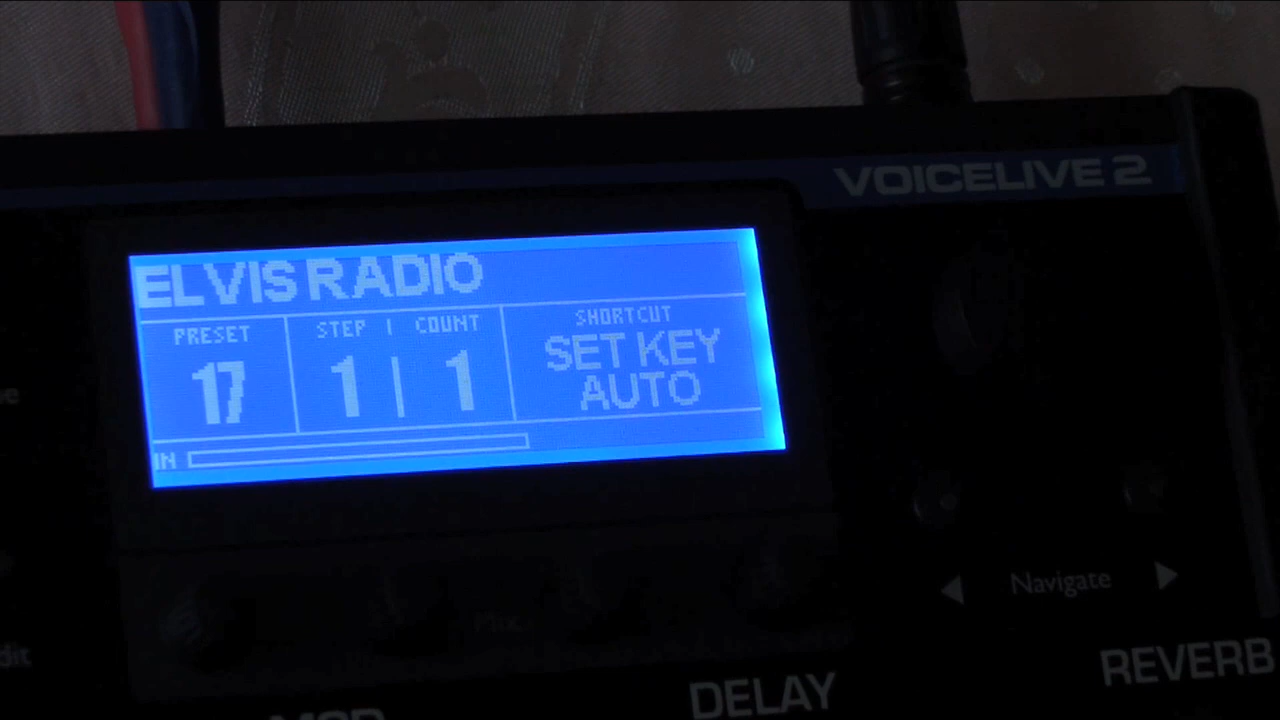 VOICELIVE 2
ELVIS RADIO
PRESET
17
STEP | COUNT
1 | 1
SHORTCUT
SET KEY
AUTO
IN
Navigate
REVERB
DELAY